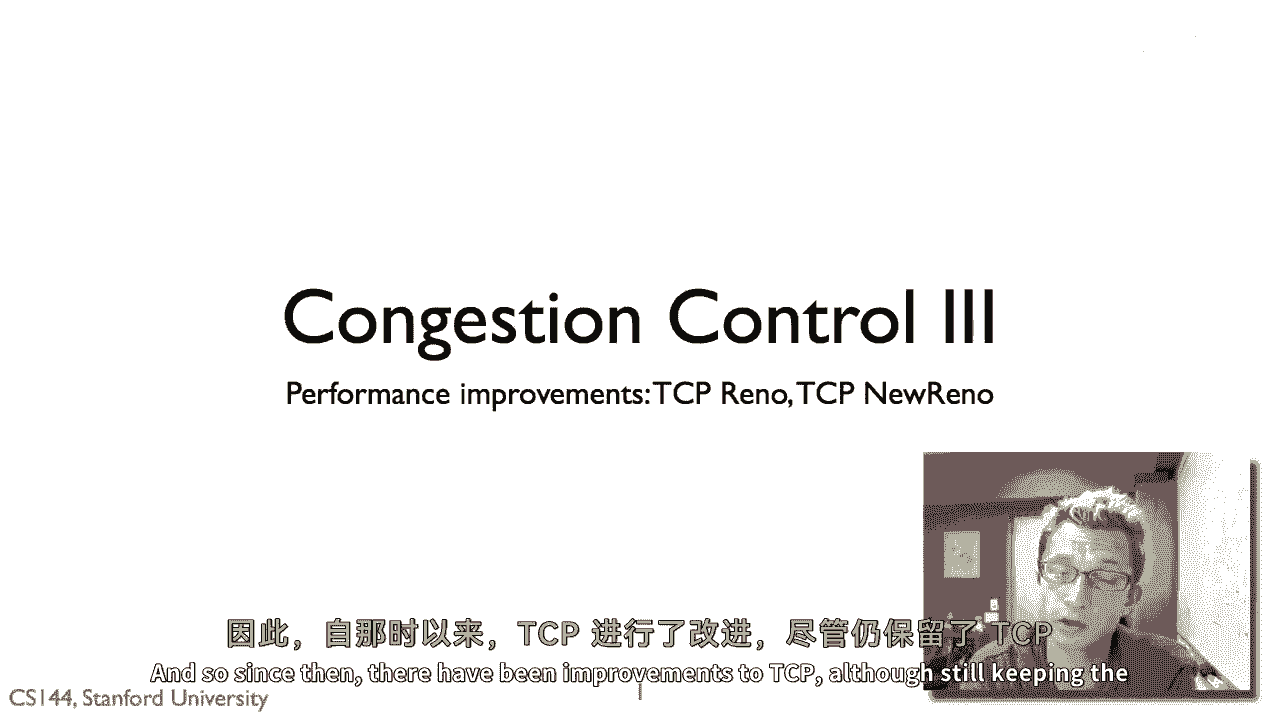 Congestion Control III
Performance improvements: TCP Reno, TCP NewReno
因此，自那时以来，TCP 进行了改进，尽管仍保留了 TCP
And so since then, there have been improvements to TCP, although still keeping the
CS144, Stanford University
1